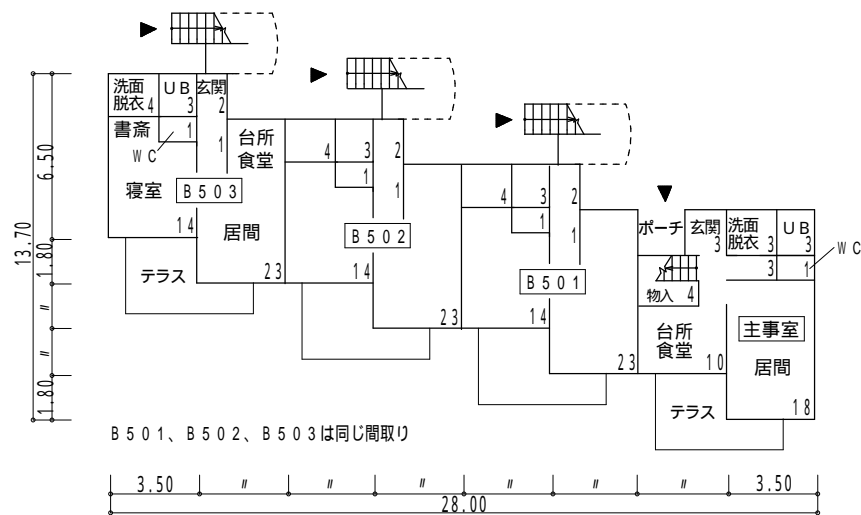 洗面
脱衣 4
UB
3
玄関
2
書斎
1
WC
1
台所
食堂
寝室
B503
14
居間
23
テラス
4
3
2
1
1
B502
14
23
4
3
2
1
1
B501
14
23
ポーチ
玄関
3
洗面
脱衣 3
UB
3
WC
3
1
物入 4
台所
食堂
10
主事室
居間
18
テラス
13.70
6.50
1.80
〃
〃
1.80
B501、B502、B503は同じ間取り
3.50 〃 〃 〃 〃 〃 〃 3.50
28.00